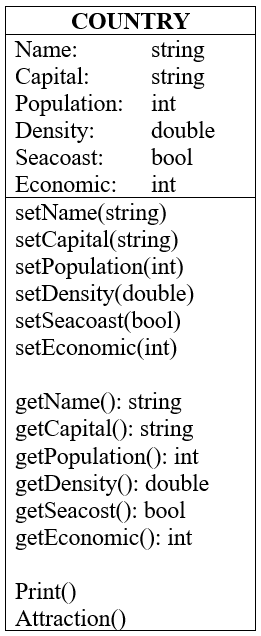 COUNTRY
Name: string
Capital: string
Population: int
Density: double
Seacoast: bool
Economic: int
setName(string)
setCapital(string)
setPopulation(int)
setDensity(double)
setSeacoast(bool)
setEconomic(int)
getName(): string
getCapital(): string
getPopulation(): int
getDensity(): double
getSeacost(): bool
getEconomic(): int
Print()
Attraction()